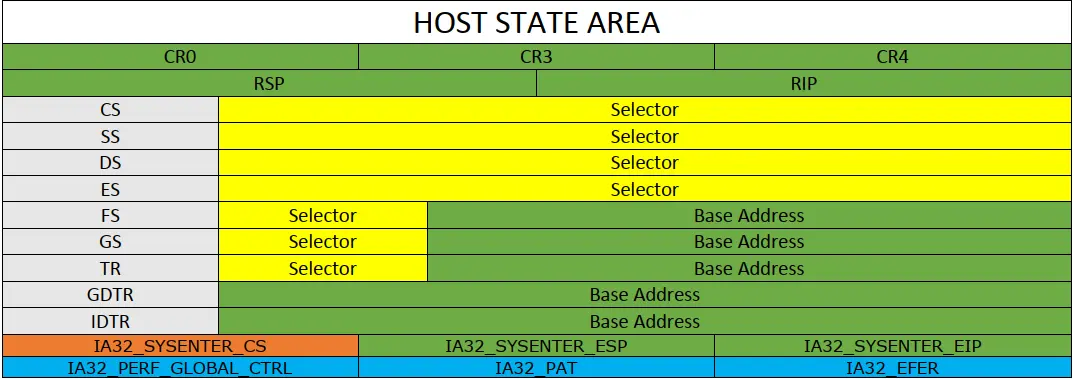 HOST STATE AREA
CR0 CR3 CR4
RSP RIP
CS Selector
SS Selector
DS Selector
ES Selector
FS Selector Base Address
GS Selector Base Address
TR Selector Base Address
GDTR Base Address
IDTR Base Address
IA32_SYSENTER_CS IA32_SYSENTER_ESP IA32_SYSENTER_EIP
IA32_PERF_GLOBAL_CTRL IA32_PAT IA32_EFER